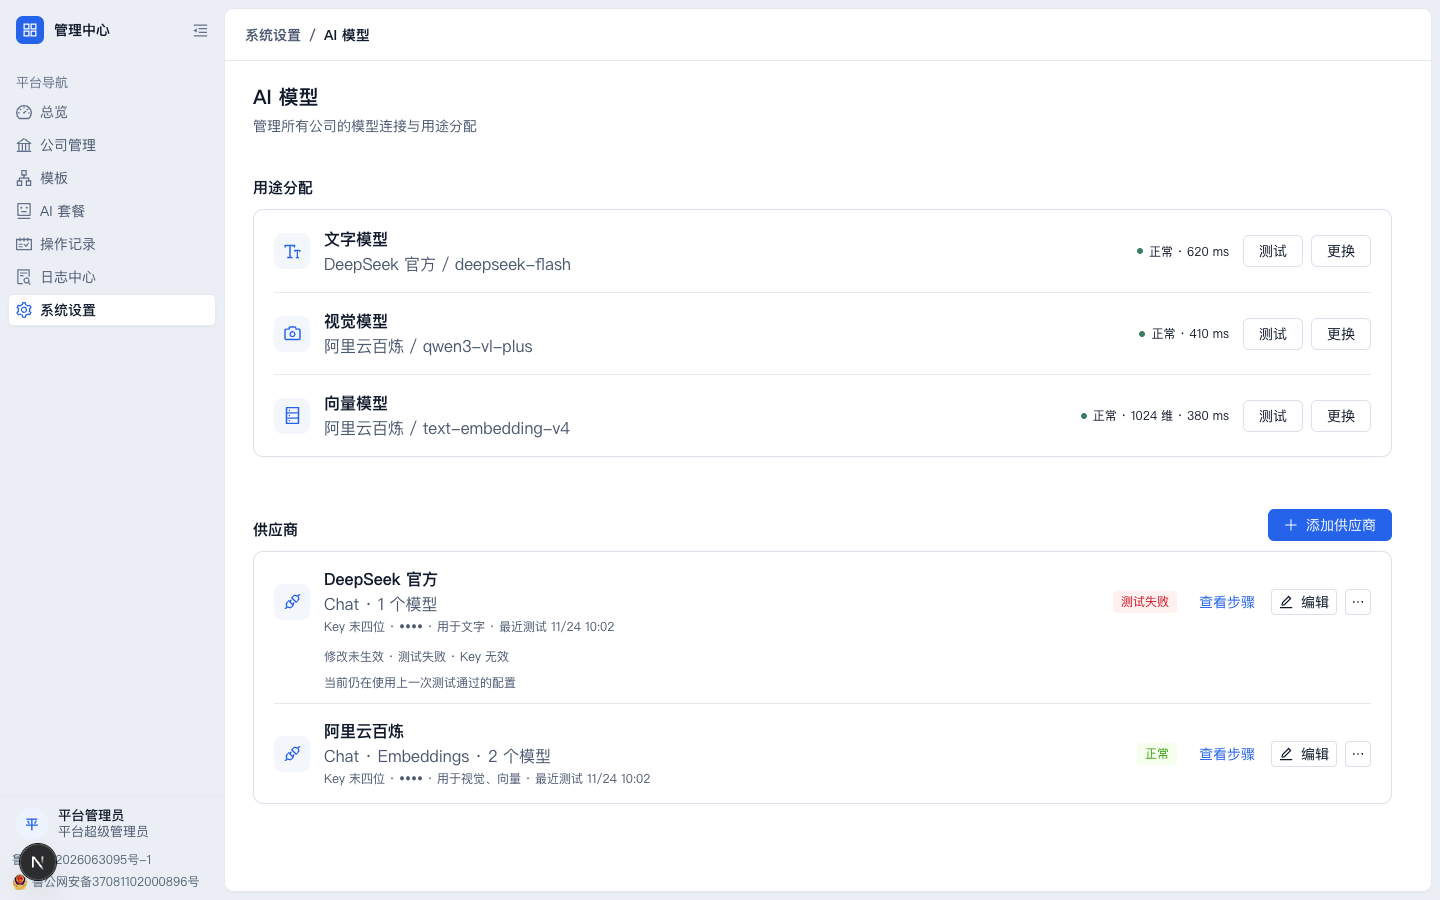 管理中心
平台导航
总览
公司管理
模板
AI 套餐
操作记录
日志中心
系统设置
平
平台管理员
平台超级管理员
2026063095号-1
N
公网安备37081102000896号
系统设置 / AI 模型
AI 模型
管理所有公司的模型连接与用途分配
用途分配
文字模型
DeepSeek 官方 / deepseek-flash
正常 · 620 ms
测试
更换
视觉模型
阿里云百炼 / qwen3-vl-plus
正常 · 410 ms
测试
更换
向量模型
阿里云百炼 / text-embedding-v4
正常 · 1024 维 · 380 ms
测试
更换
供应商
添加供应商
DeepSeek 官方
Chat · 1 个模型
Key 末四位 · •••• · 用于文字 · 最近测试 11/24 10:02
修改未生效 · 测试失败 · Key 无效
当前仍在使用上一次测试通过的配置
测试失败
查看步骤
编辑
···
阿里云百炼
Chat · Embeddings · 2 个模型
Key 末四位 · •••• · 用于视觉、向量 · 最近测试 11/24 10:02
正常
查看步骤
编辑
···